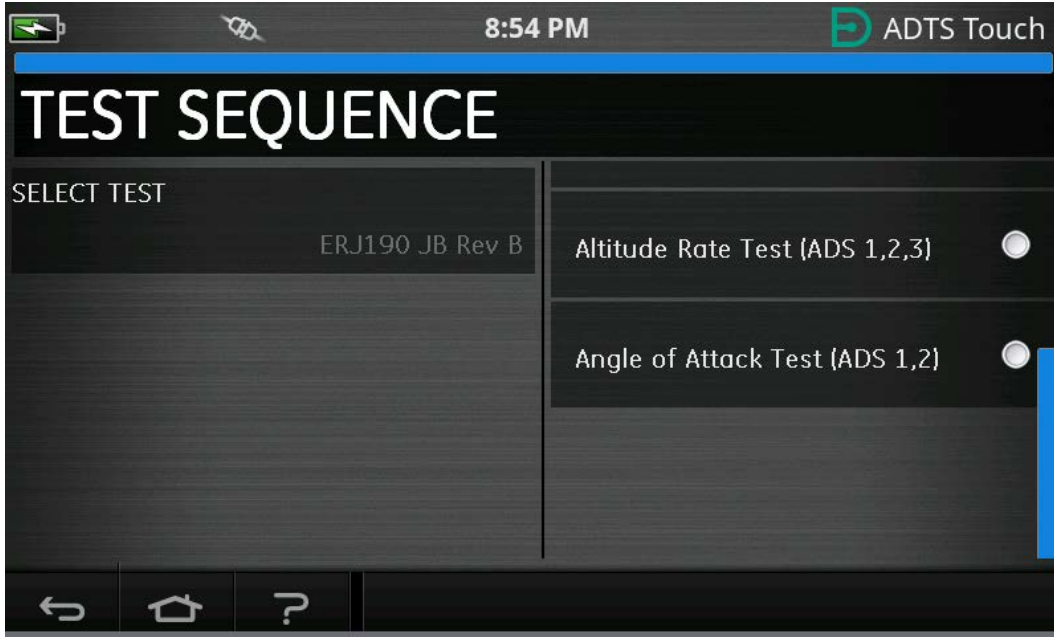 8:54 PM
ADTS Touch
TEST SEQUENCE
SELECT TEST
ERJ190 JB Rev B
Altitude Rate Test (ADS 1,2,3)
Angle of Attack Test (ADS 1,2)